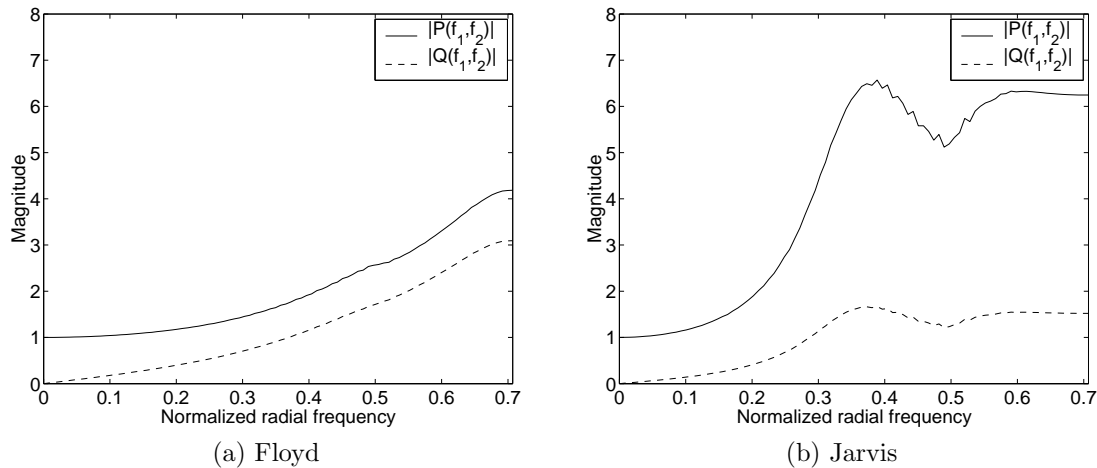 8
7
6
5
4
3
2
1
0
Magnitude
|P(f1,f2)|
|Q(f1,f2)|
0 0.1 0.2 0.3 0.4 0.5 0.6 0.7
Normalized radial frequency
(a) Floyd
8
7
6
5
4
3
2
1
0
Magnitude
|P(f1,f2)|
|Q(f1,f2)|
0 0.1 0.2 0.3 0.4 0.5 0.6 0.7
Normalized radial frequency
(b) Jarvis